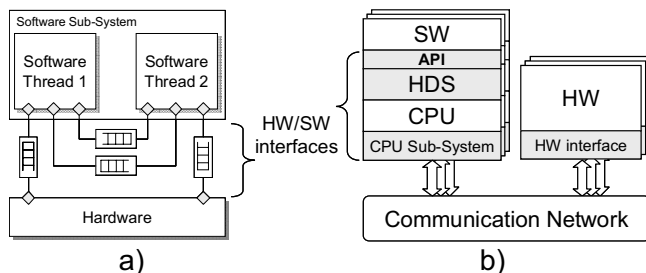 Software Sub-System
Software
Thread 1
Software
Thread 2
Hardware
a)
HW/SW
interfaces
SW
API
HDS
CPU
CPU Sub-System
HW
HW interface
Communication Network
b)